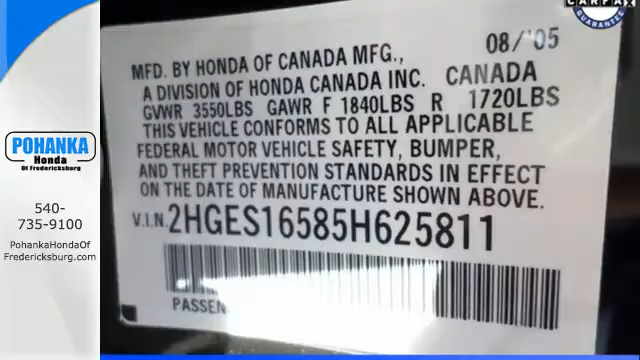 CARFAX
GUARANTEE
08/'05
MFD. BY HONDA OF CANADA MFG.,
A DIVISION OF HONDA CANADA INC. CANADA
GVWR 3550LBS GAWR F 1840LBS R 1720LBS
THIS VEHICLE CONFORMS TO ALL APPLICABLE
FEDERAL MOTOR VEHICLE SAFETY, BUMPER,
AND THEFT PREVENTION STANDARDS IN EFFECT
ON THE DATE OF MANUFACTURE SHOWN ABOVE.
V.I.N. 2HGES16585H625811
PASSEN
POHANKA
Honda
Of Fredericksburg
540-
735-9100
PohankaHondaOf
Fredericksburg.com